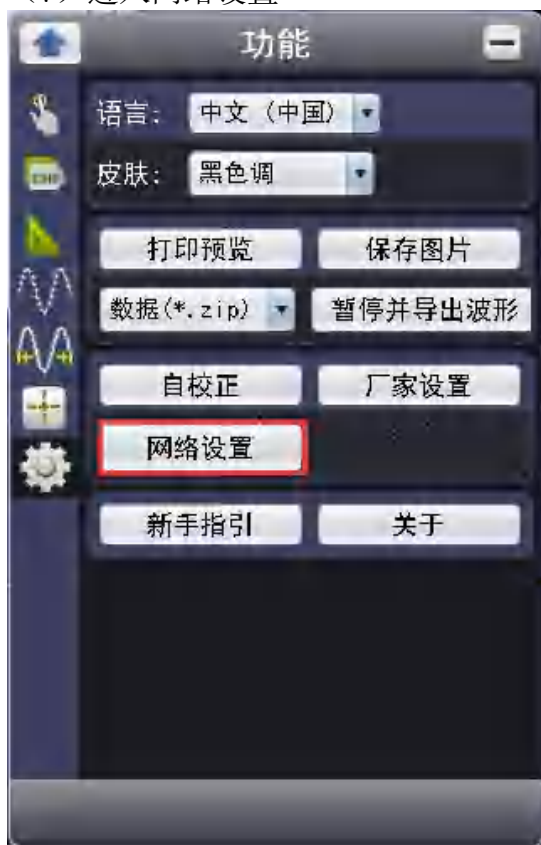 功能
语言: 中文 (中国)
皮肤: 黑色调
打印预览 保存图片
数据(*.zip) 暂停并导出波形
自校正 厂家设置
网络设置
新手指引 关于